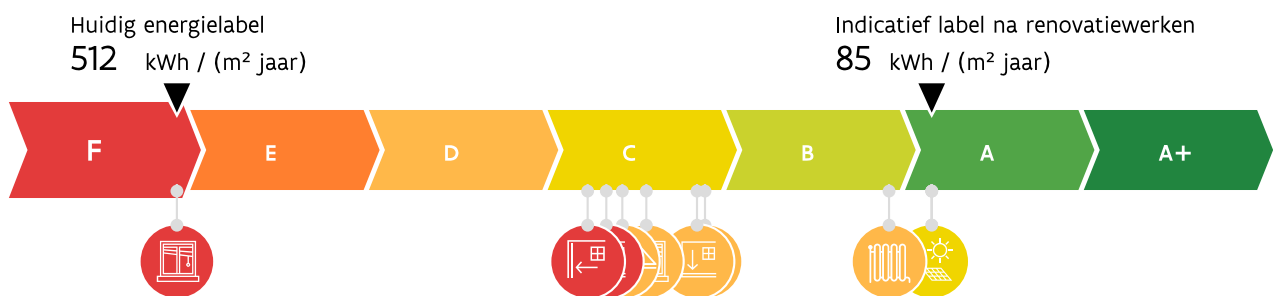 Huidig energielabel
512 kWh / (m² jaar)
Indicatief label na renovatiewerken
85 kWh / (m² jaar)
F E D C B A A+